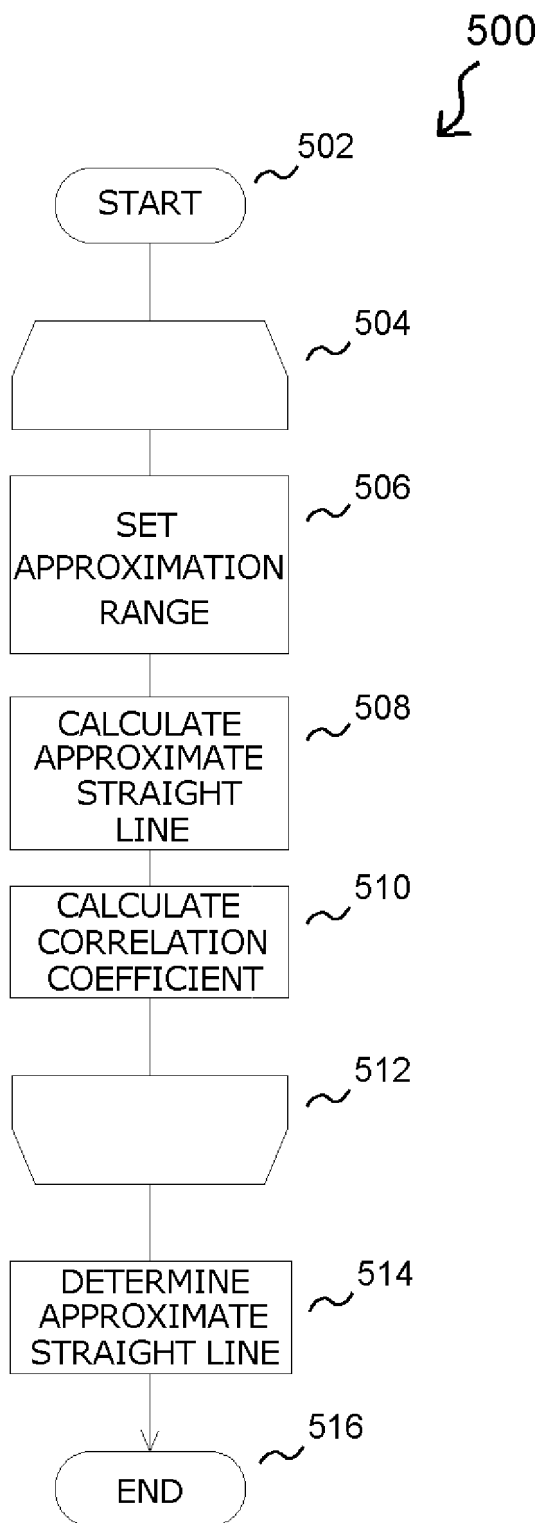 500
502
START
504
506
SET
APPROXIMATION
RANGE
508
CALCULATE
APPROXIMATE
STRAIGHT
LINE
510
CALCULATE
CORRELATION
COEFFICIENT
512
514
DETERMINE
APPROXIMATE
STRAIGHT LINE
516
END